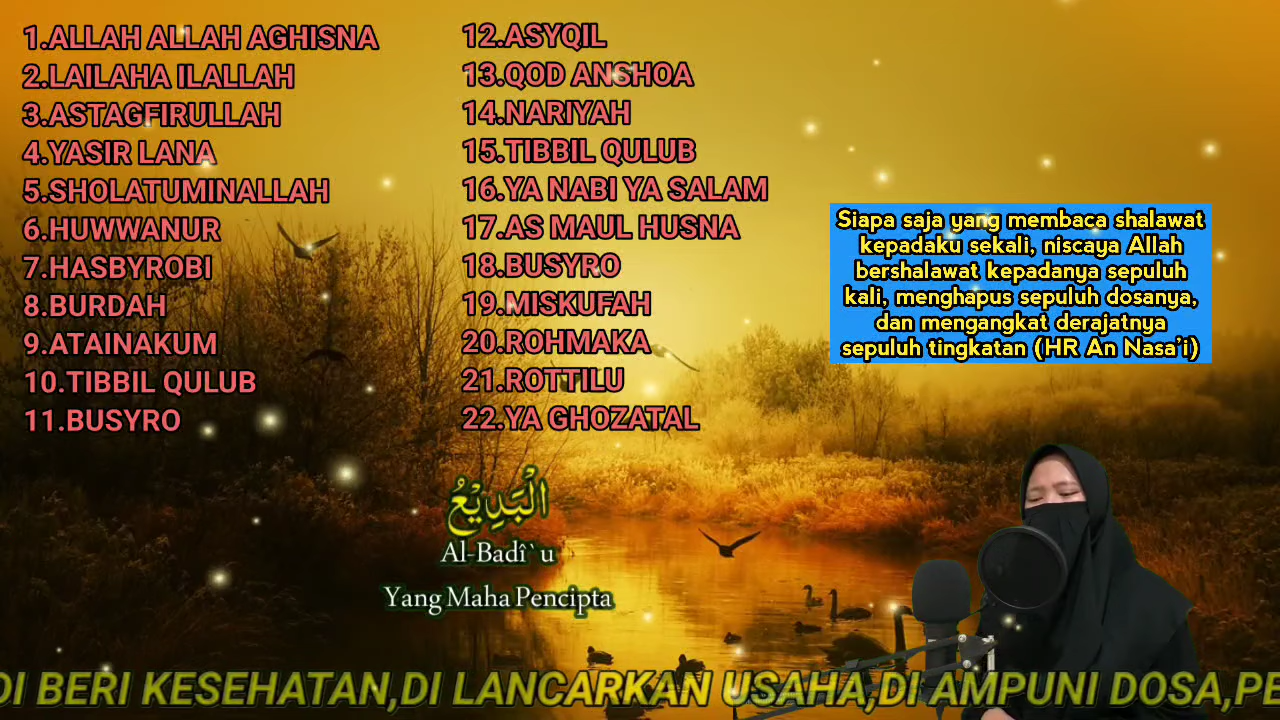 1.ALLAH ALLAH AGHISNA
2.LAILAHA ILALLAH
3.ASTAGFIRULLAH
4.YASIR LANA
5.SHOLATUMINALLAH
6.HUWWANUR
7.HASBYROBI
8.BURDAH
9.ATAINAKUM
10.TIBBIL QULUB
11.BUSYRO
12.ASYQIL
13.QOD ANSHOA
14.NARIYAH
15.TIBBIL QULUB
16.YA NABI YA SALAM
17.AS MAUL HUSNA
18.BUSYRO
19.MISKUFAH
20.ROHMAKA
21.ROTTILU
22.YA GHOZATAL
Siapa saja yang membaca shalawat
kepadaku sekali, niscaya Allah
bershalawat kepadanya sepuluh
kali, menghapus sepuluh dosanya,
dan mengangkat derajatnya
sepuluh tingkatan (HR An Nasa'i)
الْبَدِيْعُ
Al-Badî`u
Yang Maha Pencipta
DI BERI KESEHATAN,DI LANCARKAN USAHA,DI AMPUNI DOSA,PE